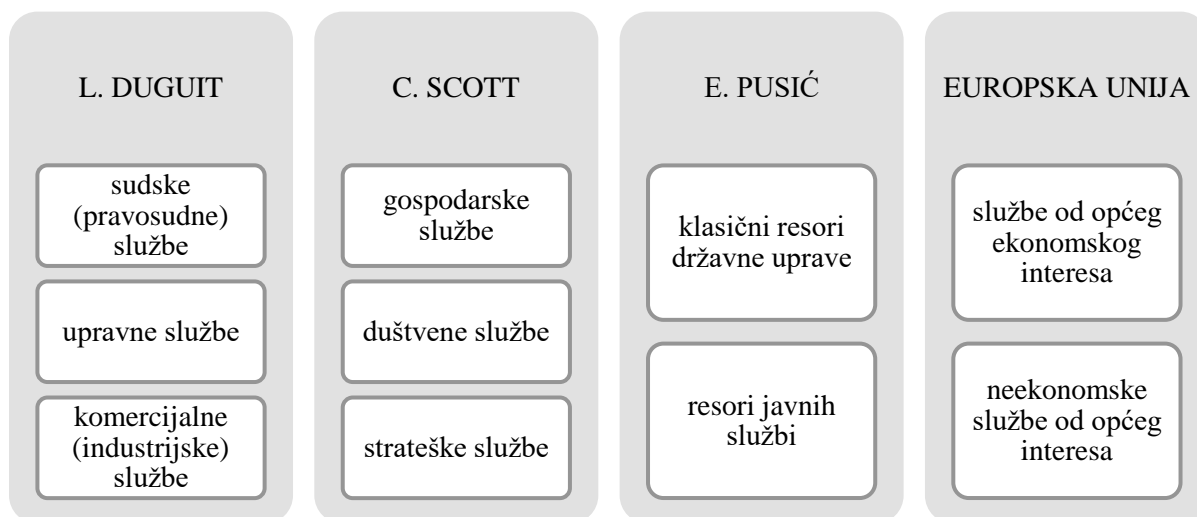 L. DUGUIT
sudske
(pravosudne)
službe
upravne službe
komercijalne
(industrijske)
službe
C. SCOTT
gospodarske
službe
duštvene službe
strateške službe
E. PUSIĆ
klasični resori
državne uprave
resori javnih
službi
EUROPSKA UNIJA
službe od općeg
ekonomskog
interesa
neekonomske
službe od općeg
interesa